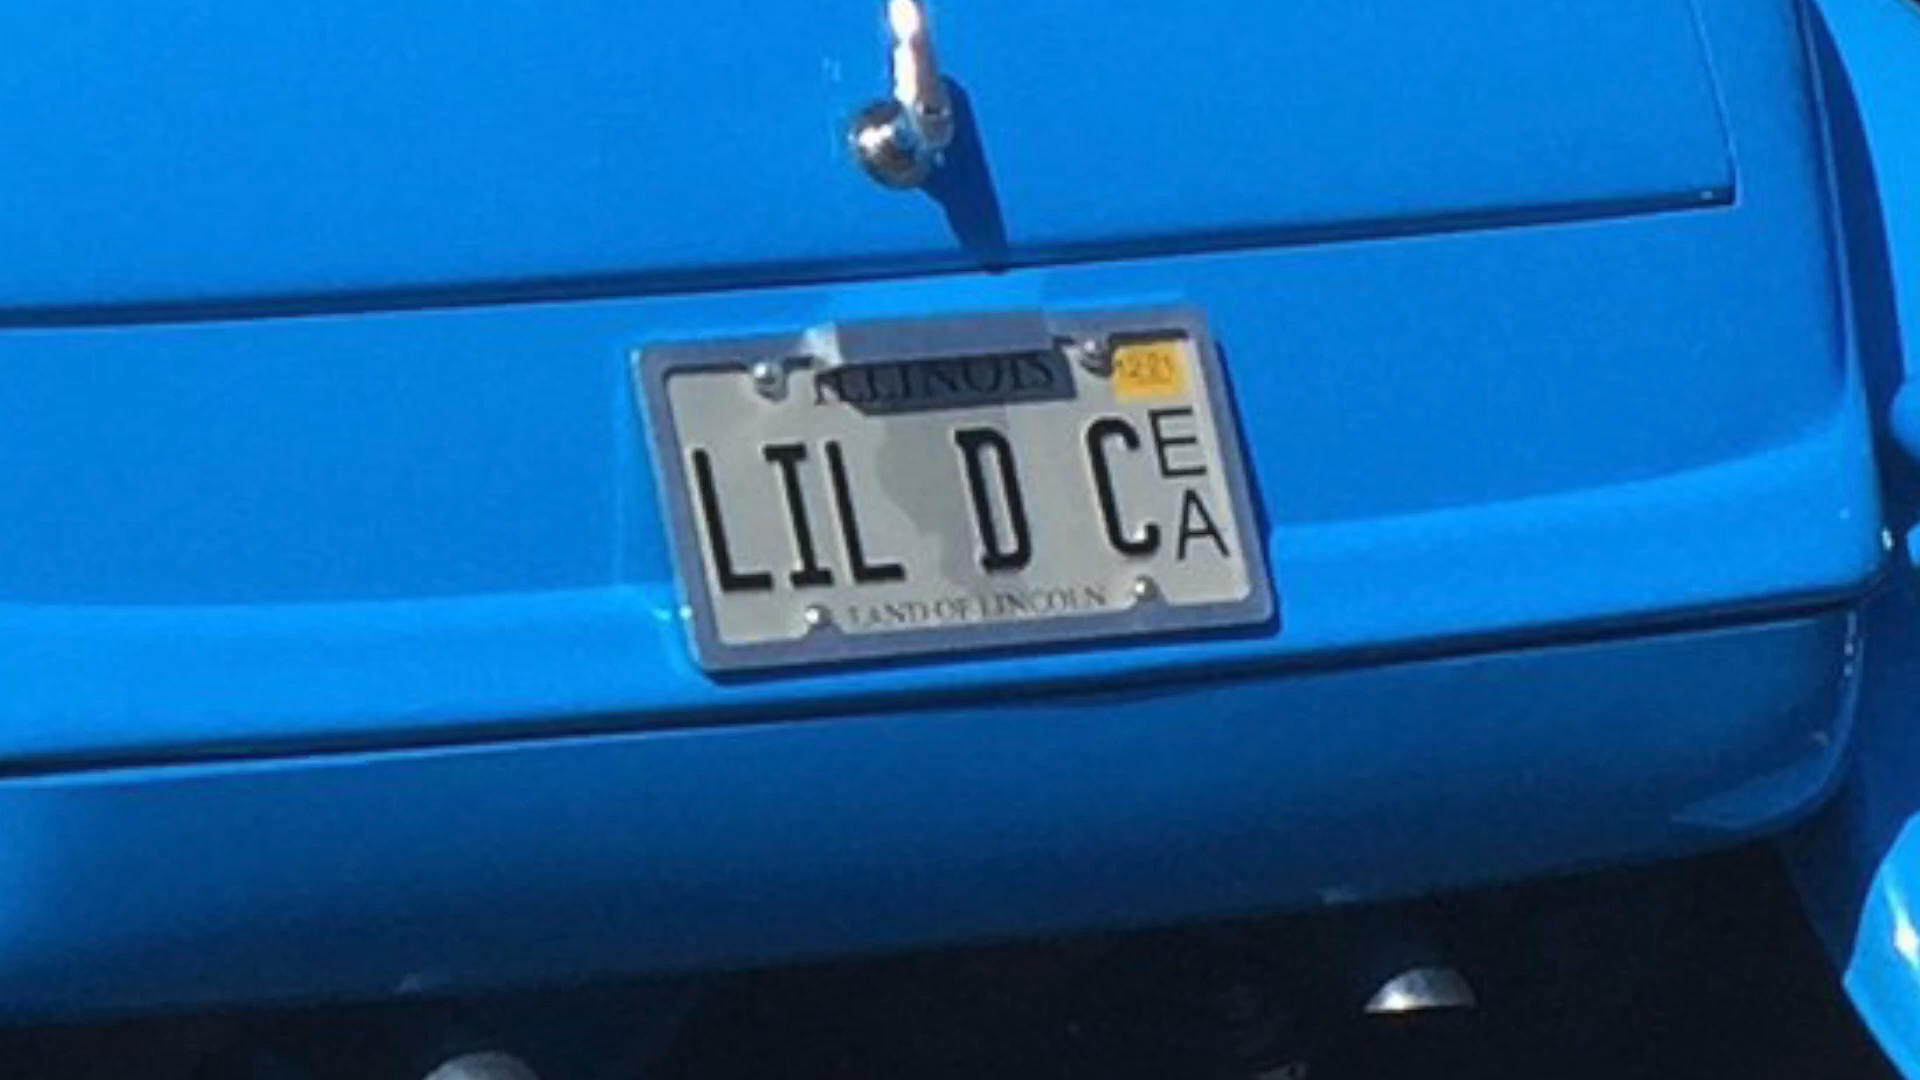 ILLINOIS
LIL D C
E
A
LAND OF LINCOLN